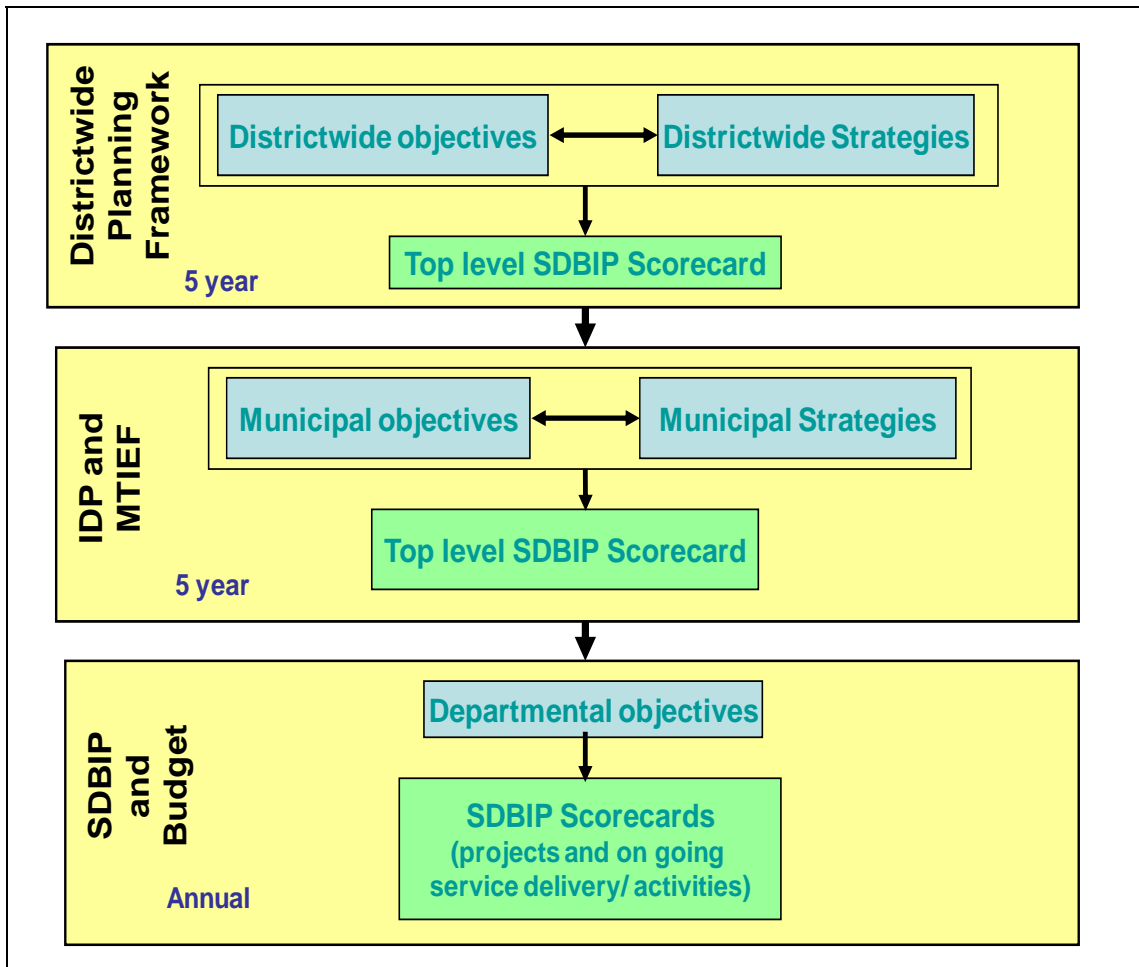 Districtwide
Planning
Framework
5 year
Districtwide objectives
Districtwide Strategies
Top level SDBIP Scorecard
IDP and
MTIEF
5 year
Municipal objectives
Municipal Strategies
Top level SDBIP Scorecard
SDBIP
and
Budget
Annual
Departmental objectives
SDBIP Scorecards
(projects and on going
service delivery/ activities)